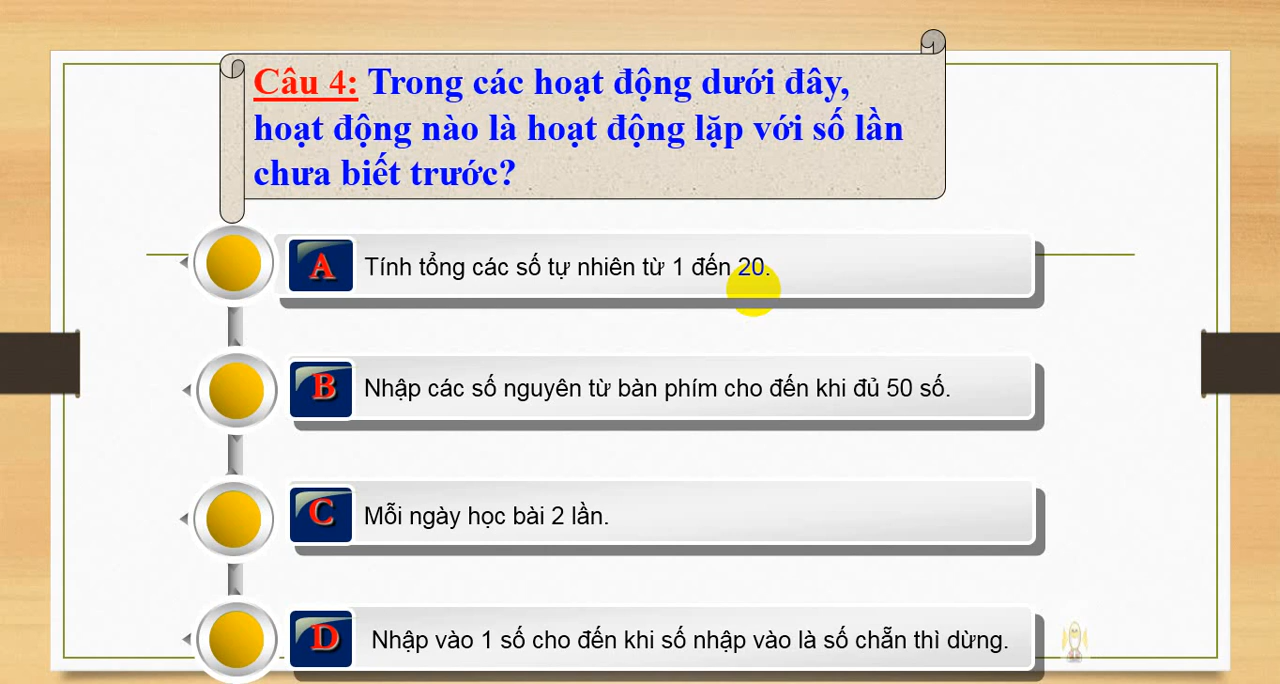 Câu 4: Trong các hoạt động dưới đây,
hoạt động nào là hoạt động lặp với số lần
chưa biết trước?
A Tính tổng các số tự nhiên từ 1 đến 20.
B Nhập các số nguyên từ bàn phím cho đến khi đủ 50 số.
C Mỗi ngày học bài 2 lần.
D Nhập vào 1 số cho đến khi số nhập vào là số chẵn thì dừng.